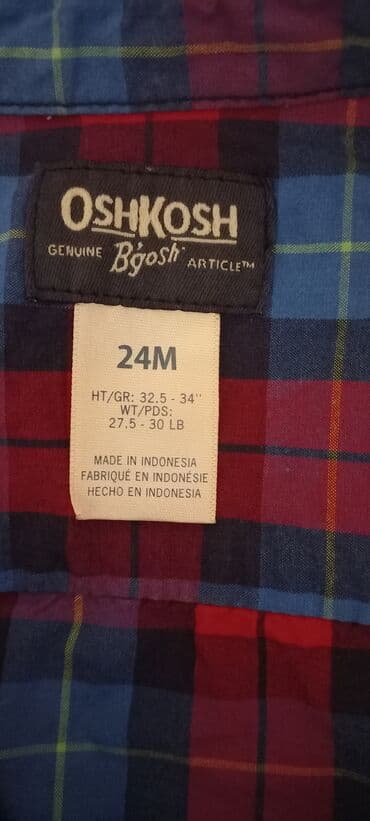 OSHKOSH
GENUINE B'gosh ARTICLE™
24M
HT/GR: 32.5 - 34"
WT/PDS:
27.5 - 30 LB
MADE IN INDONESIA
FABRIQUÉ EN INDONÉSIE
HECHO EN INDONESIA